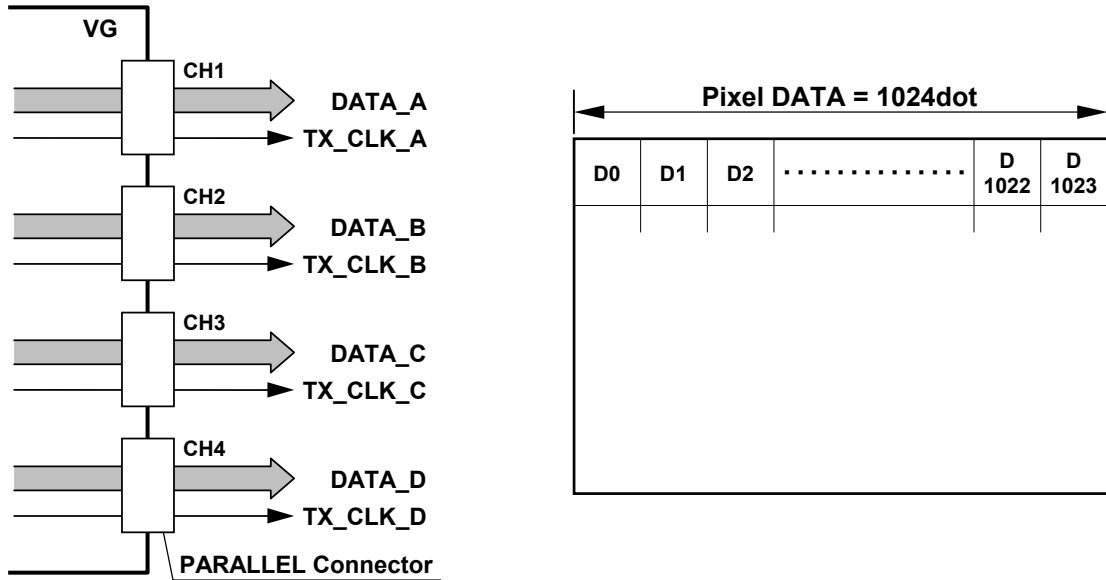 VG
CH1
DATA_A
TX_CLK_A
CH2
DATA_B
TX_CLK_B
CH3
DATA_C
TX_CLK_C
CH4
DATA_D
TX_CLK_D
PARALLEL Connector
Pixel DATA = 1024dot
D0 D1 D2 ·············· D 1022 D 1023